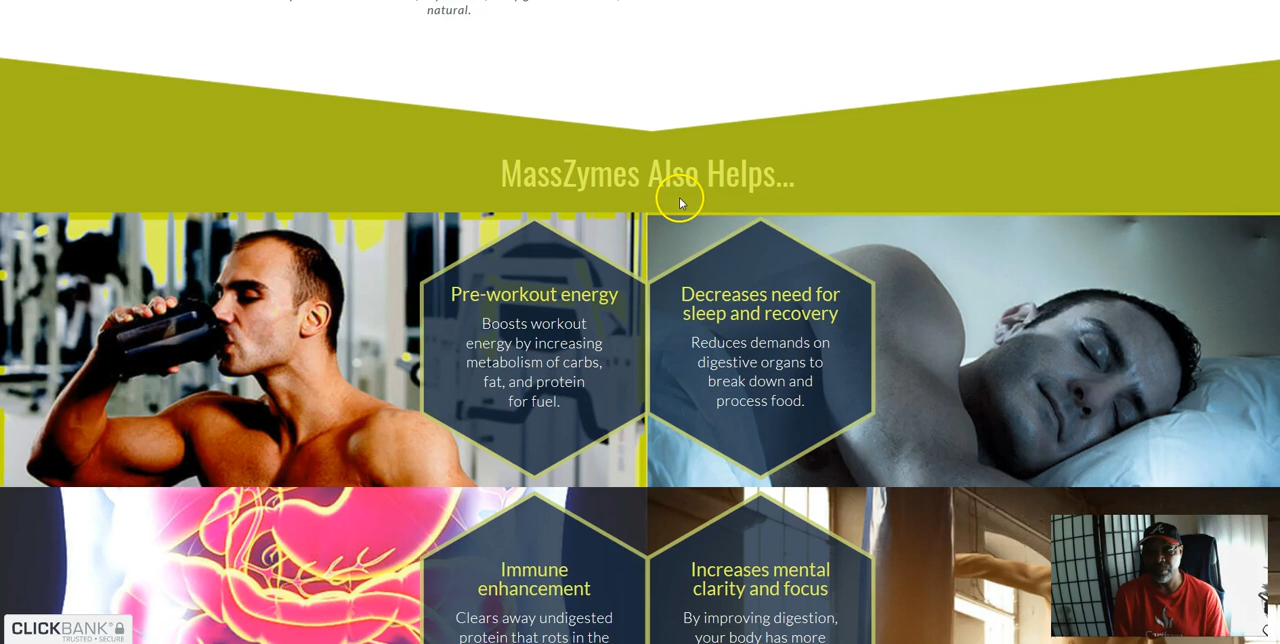 natural.
MassZymes Also Helps...
Pre-workout energy
Boosts workout
energy by increasing
metabolism of carbs,
fat, and protein
for fuel.
Decreases need for
sleep and recovery
Reduces demands on
digestive organs to
break down and
process food.
Immune
enhancement
Clears away undigested
protein that rots in the
Increases mental
clarity and focus
By improving digestion,
your body has more
CLICKBANK®
TRUSTED • SECURE